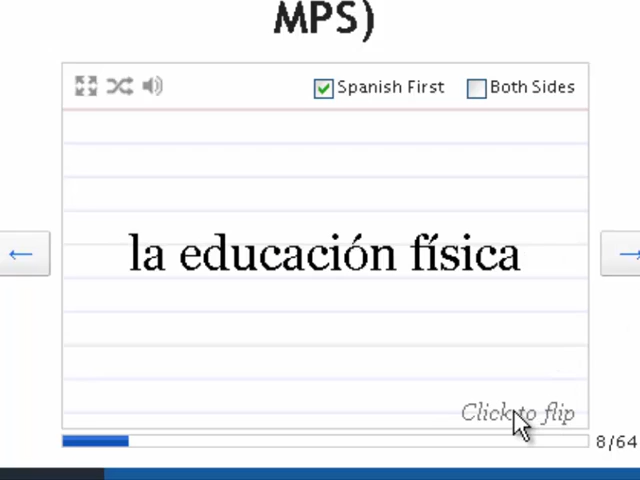 MPS)
Spanish First
Both Sides
la educación física
Click to flip
8/64